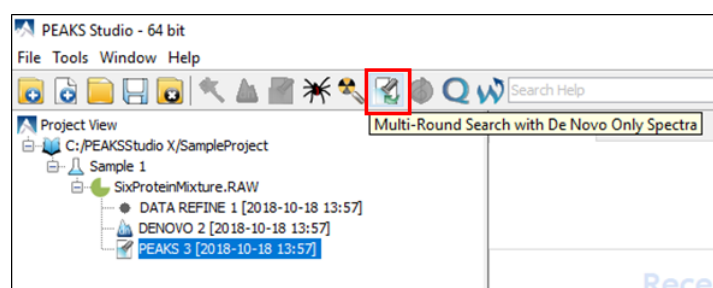 PEAKS Studio - 64 bit
File Tools Window Help
Search Help
Multi-Round Search with De Novo Only Spectra
Project View
C:/PEAKSStudio X/SampleProject
Sample 1
SixProteinMixture.RAW
DATA REFINE 1 [2018-10-18 13:57]
DENOVO 2 [2018-10-18 13:57]
PEAKS 3 [2018-10-18 13:57]
Rece